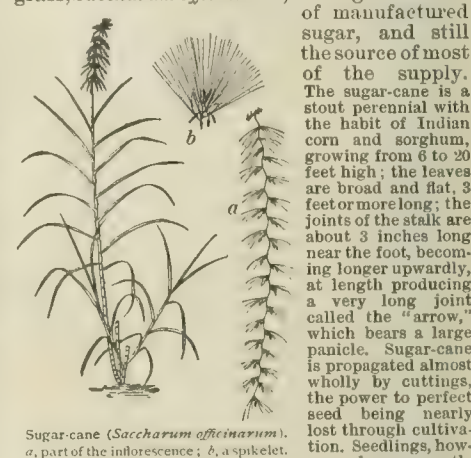 of manufactured
sugar, and still
the source of most
of the supply.
The sugar-cane is a
stout perennial with
the habit of Indian
corn and sorghum,
growing from 6 to 20
feet high; the leaves
are broad and flat, 3
feet or more long; the
joints of the stalk are
about 3 inches long
near the foot, becom-
ing longer upwardly,
at length producing
a very long joint
called the "arrow,"
which bears a large
panicle. Sugar-cane
is propagated almost
wholly by cuttings,
the power to perfect
seed being nearly
lost through cultiva-
tion. Seedlings, how-
b
a
Sugar-cane (Saccharum officinarum).
a, part of the inflorescence; b, a spikelet.